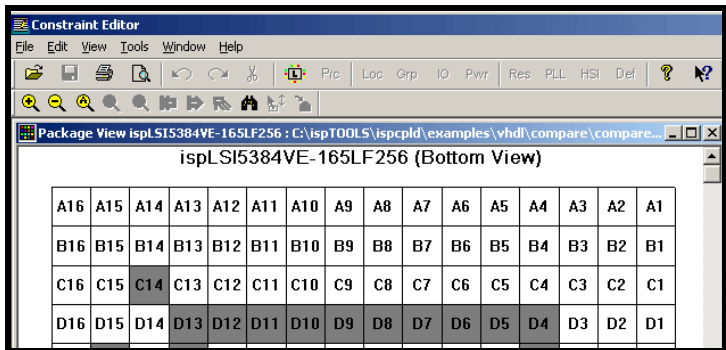 Constraint Editor
File Edit View Tools Window Help
Prc Loc Grp IO Pwr Res PLL HSI Def
Package View ispLSI5384VE-165LF256 : C:\ispTOOLS\ispcpld\examples\vhdl\compare\compare...
ispLSI5384VE-165LF256 (Bottom View)
A16 A15 A14 A13 A12 A11 A10 A9 A8 A7 A6 A5 A4 A3 A2 A1
B16 B15 B14 B13 B12 B11 B10 B9 B8 B7 B6 B5 B4 B3 B2 B1
C16 C15 C14 C13 C12 C11 C10 C9 C8 C7 C6 C5 C4 C3 C2 C1
D16 D15 D14 D13 D12 D11 D10 D9 D8 D7 D6 D5 D4 D3 D2 D1